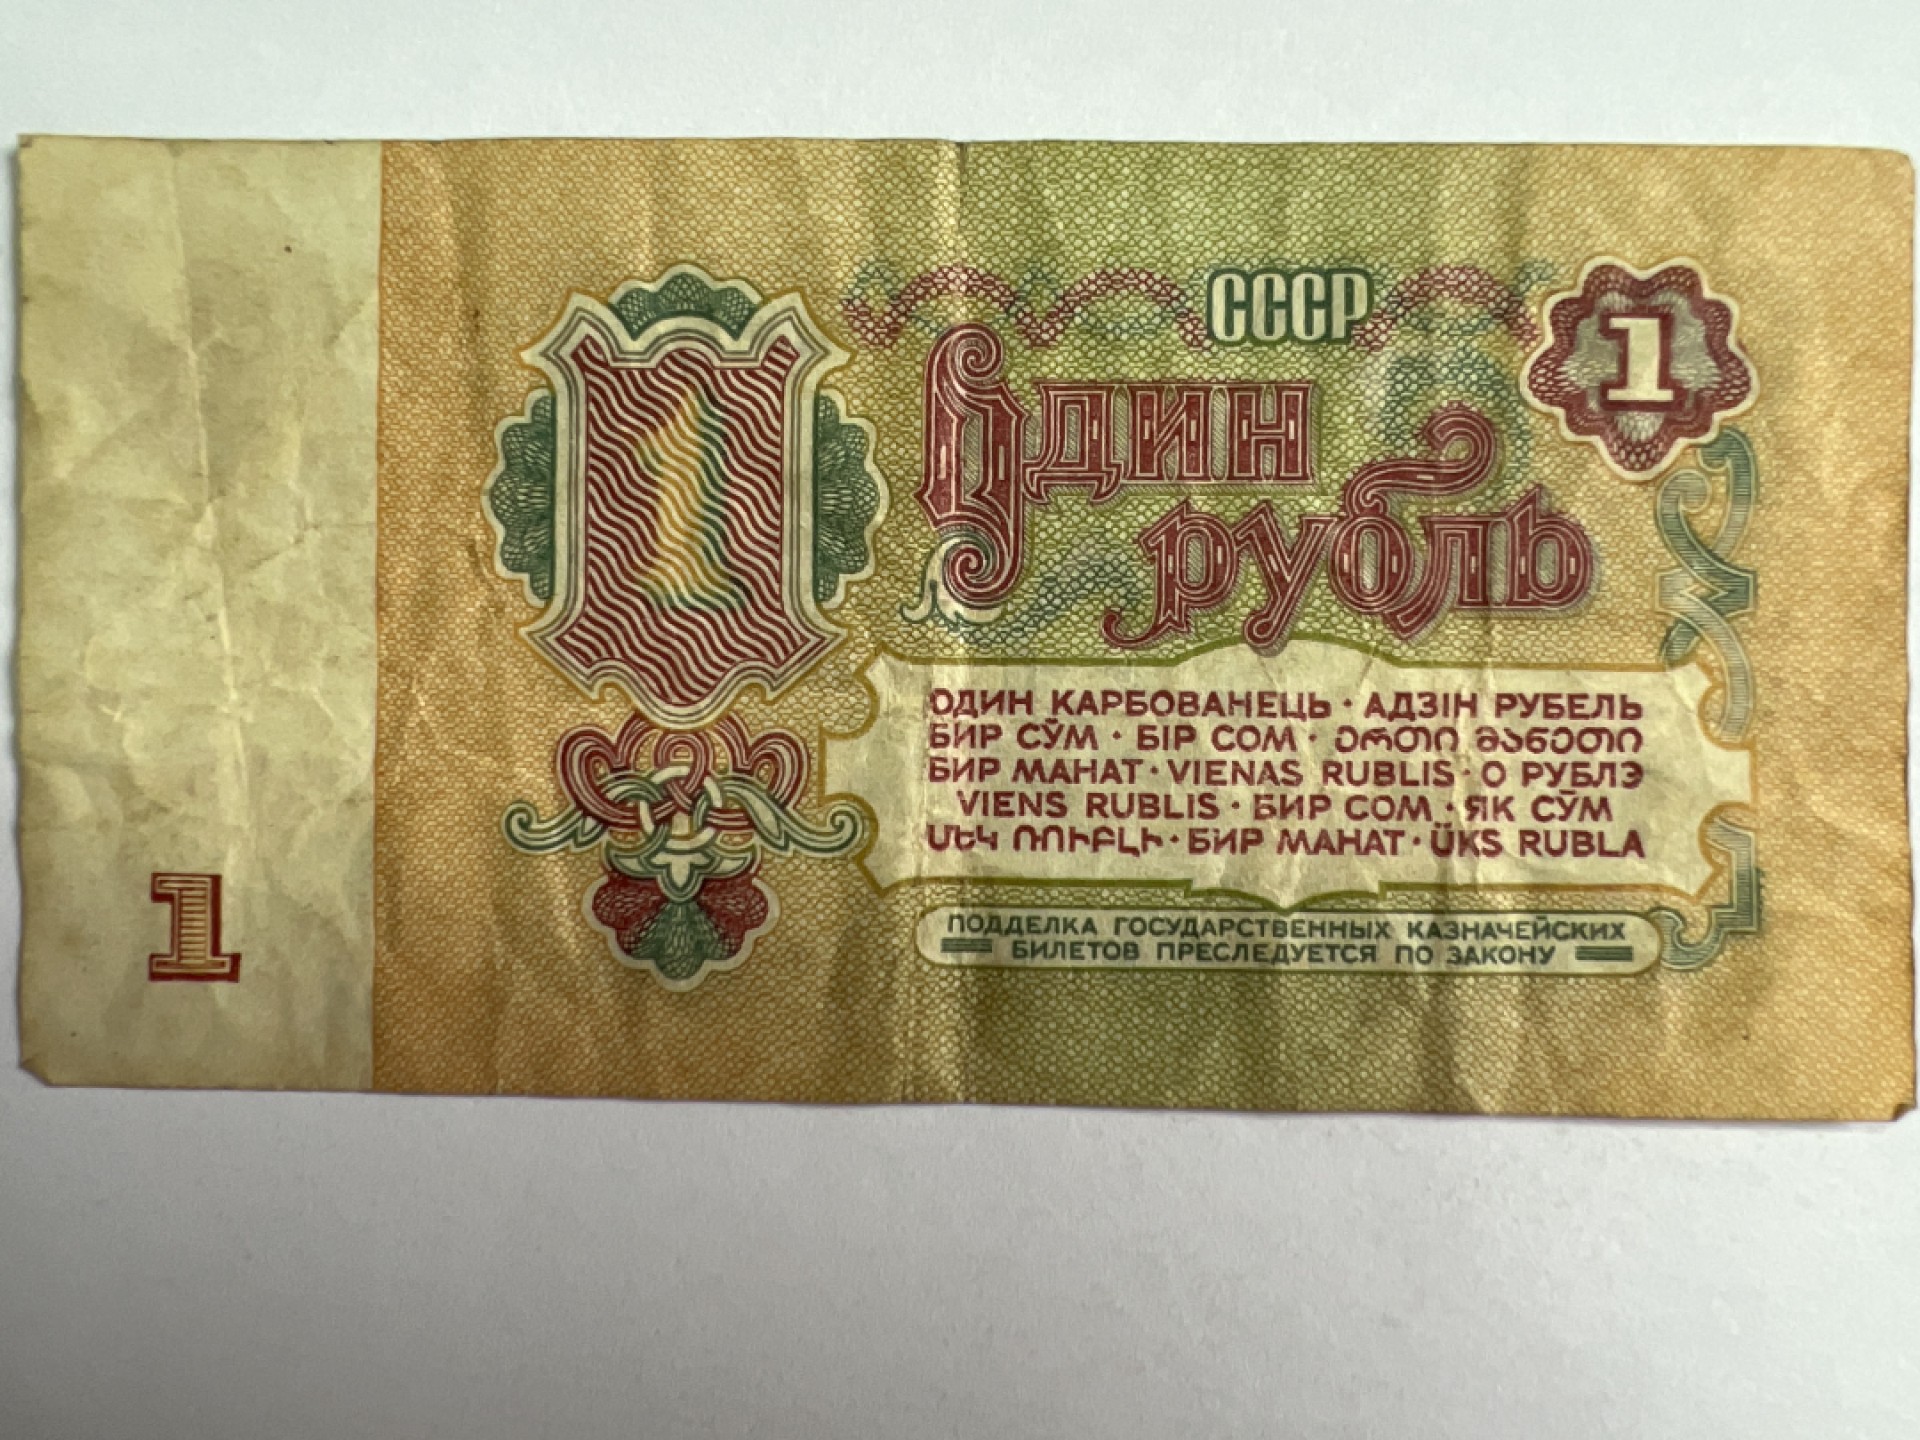 СССР
1
Один
рубль
ОДИН КАРБОВАНЕЦЬ · АДЗІН РУБЕЛЬ
БИР СЎМ · БІР СОМ · ᲔᲠᲗᲘ ᲛᲐᲜᲔᲗᲘ
БИР МАНАТ · VIENAS RUBLIS · О РУБЛЭ
VIENS RUBLIS · БИР СОМ · ЯК СӮМ
ՄԵԿ ՌՈՒԲԼԻ · БИР МАНАТ · ÜKS RUBLA
ПОДДЕЛКА ГОСУДАРСТВЕННЫХ КАЗНАЧЕЙСКИХ
БИЛЕТОВ ПРЕСЛЕДУЕТСЯ ПО ЗАКОНУ
1
1